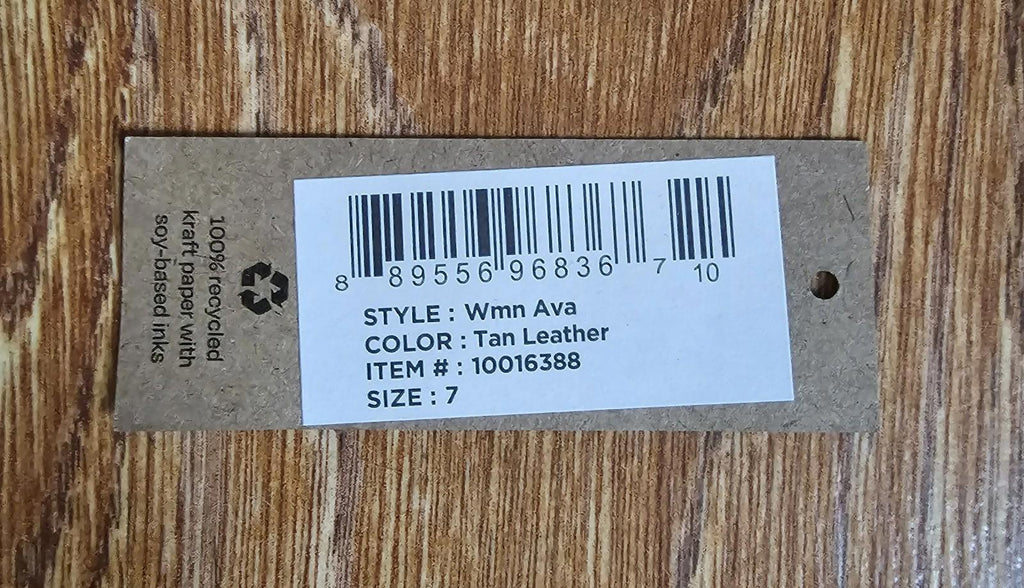 100% recycled
kraft paper with
soy-based inks
8 89556 96836 7 10
STYLE : Wmn Ava
COLOR : Tan Leather
ITEM # : 10016388
SIZE : 7